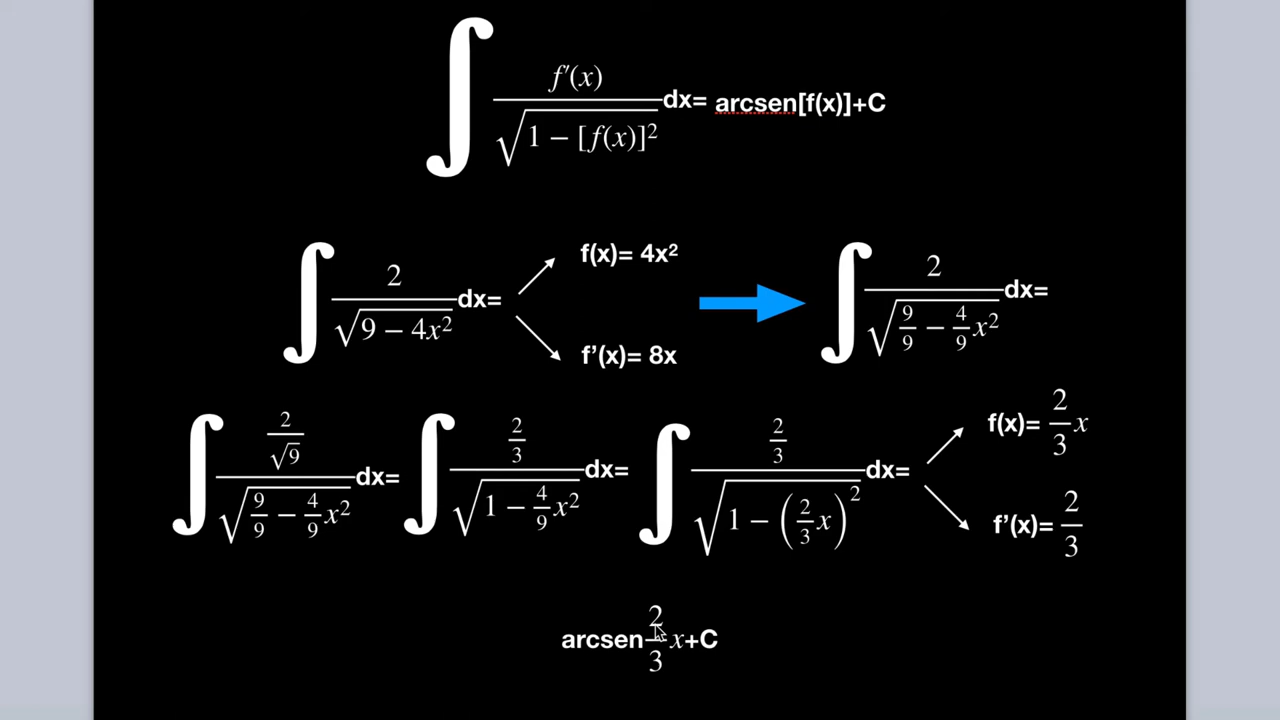 ∫ f'(x) / √(1 − [f(x)]²) dx= arcsen[f(x)]+C
∫ 2 / √(9 − 4x²) dx=
f(x)= 4x²
f'(x)= 8x
∫ 2 / √(9/9 − 4/9 x²) dx=
∫ (2/√9) / √(9/9 − 4/9 x²) dx= ∫ (2/3) / √(1 − 4/9 x²) dx= ∫ (2/3) / √(1 − (2/3 x)²) dx=
f(x)= 2/3 x
f'(x)= 2/3
arcsen 2/3 x+C